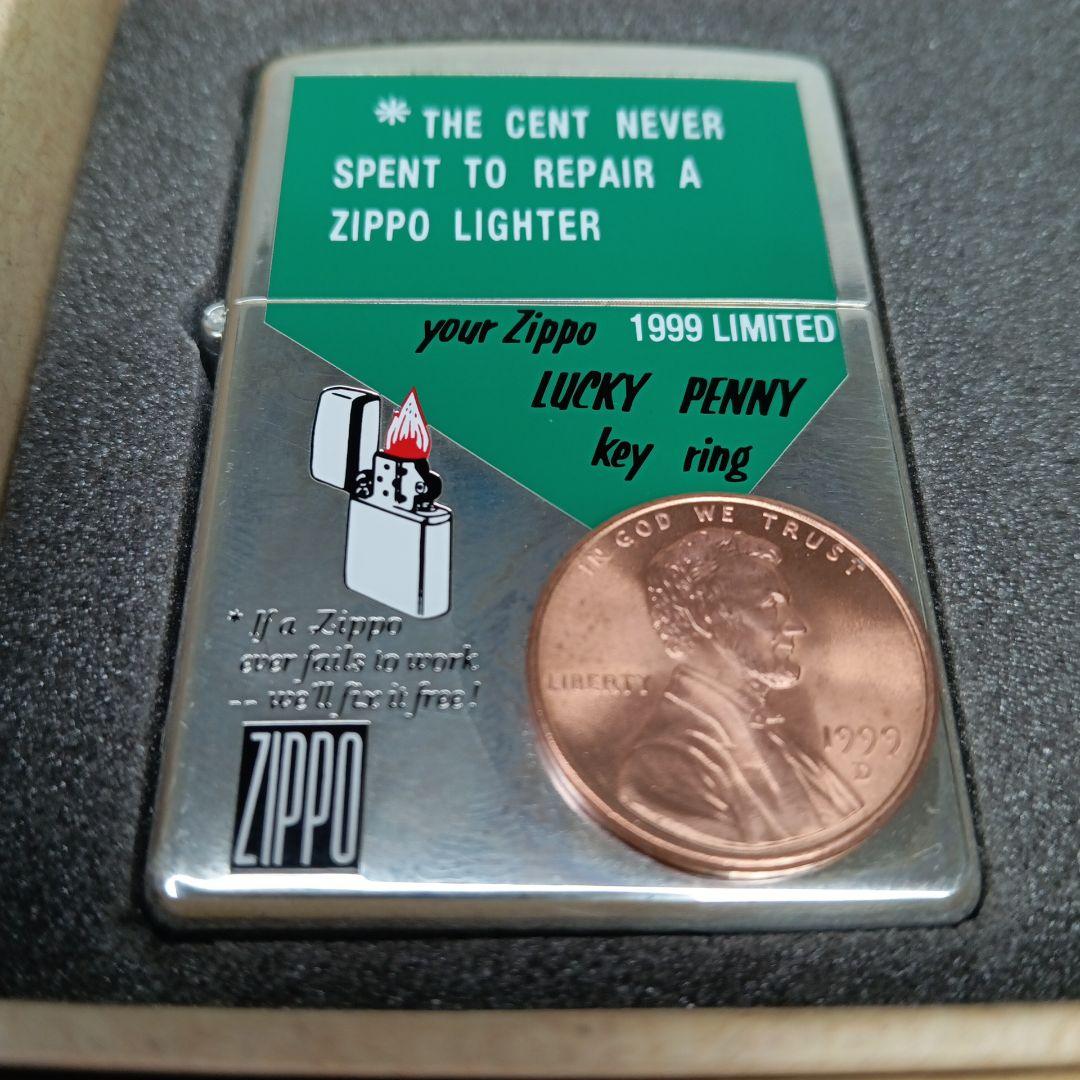 * THE CENT NEVER
SPENT TO REPAIR A
ZIPPO LIGHTER
your Zippo 1999 LIMITED
LUCKY PENNY
key ring
IN GOD WE TRUST
LIBERTY
1999
D
* If a Zippo
ever fails to work
-- we'll fix it free!
ZIPPO